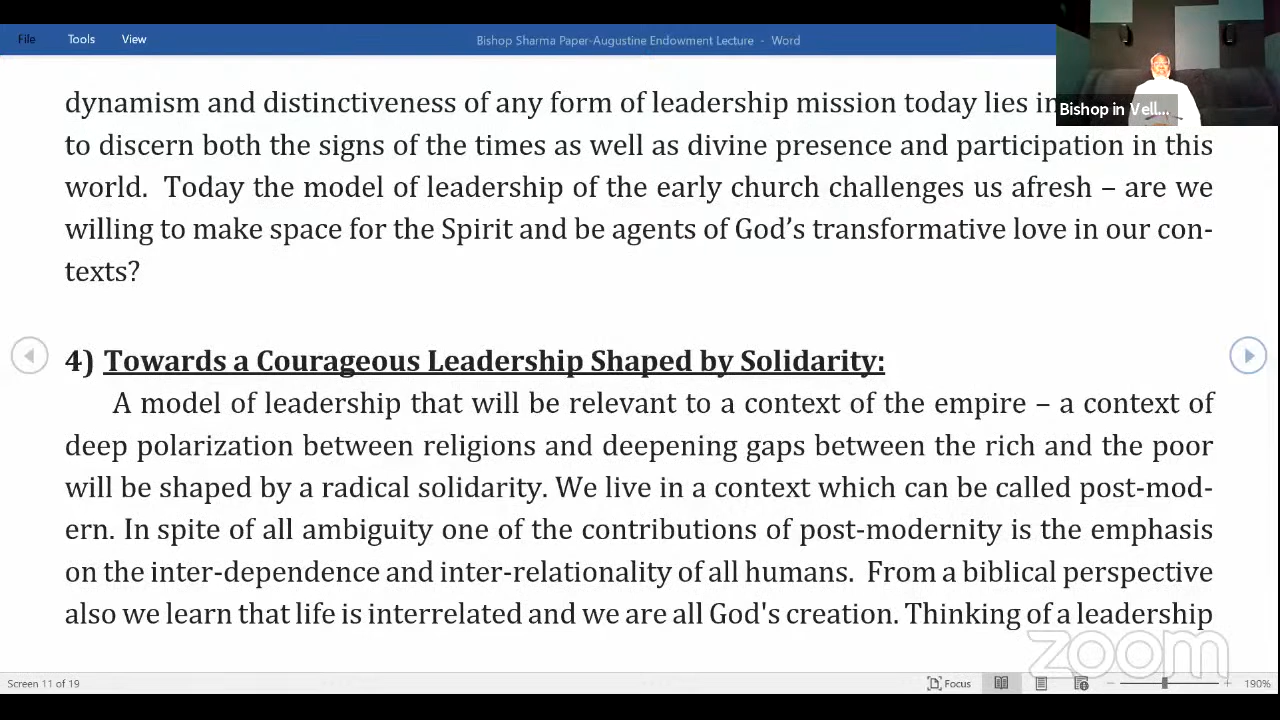 File Tools View Bishop Sharma Paper-Augustine Endowment Lecture - Word
Bishop in Vell...
dynamism and distinctiveness of any form of leadership mission today lies in
to discern both the signs of the times as well as divine presence and participation in this
world. Today the model of leadership of the early church challenges us afresh – are we
willing to make space for the Spirit and be agents of God’s transformative love in our con-
texts?
4) Towards a Courageous Leadership Shaped by Solidarity:
A model of leadership that will be relevant to a context of the empire – a context of
deep polarization between religions and deepening gaps between the rich and the poor
will be shaped by a radical solidarity. We live in a context which can be called post-mod-
ern. In spite of all ambiguity one of the contributions of post-modernity is the emphasis
on the inter-dependence and inter-relationality of all humans. From a biblical perspective
also we learn that life is interrelated and we are all God's creation. Thinking of a leadership
zoom
Screen 11 of 19 Focus 190%